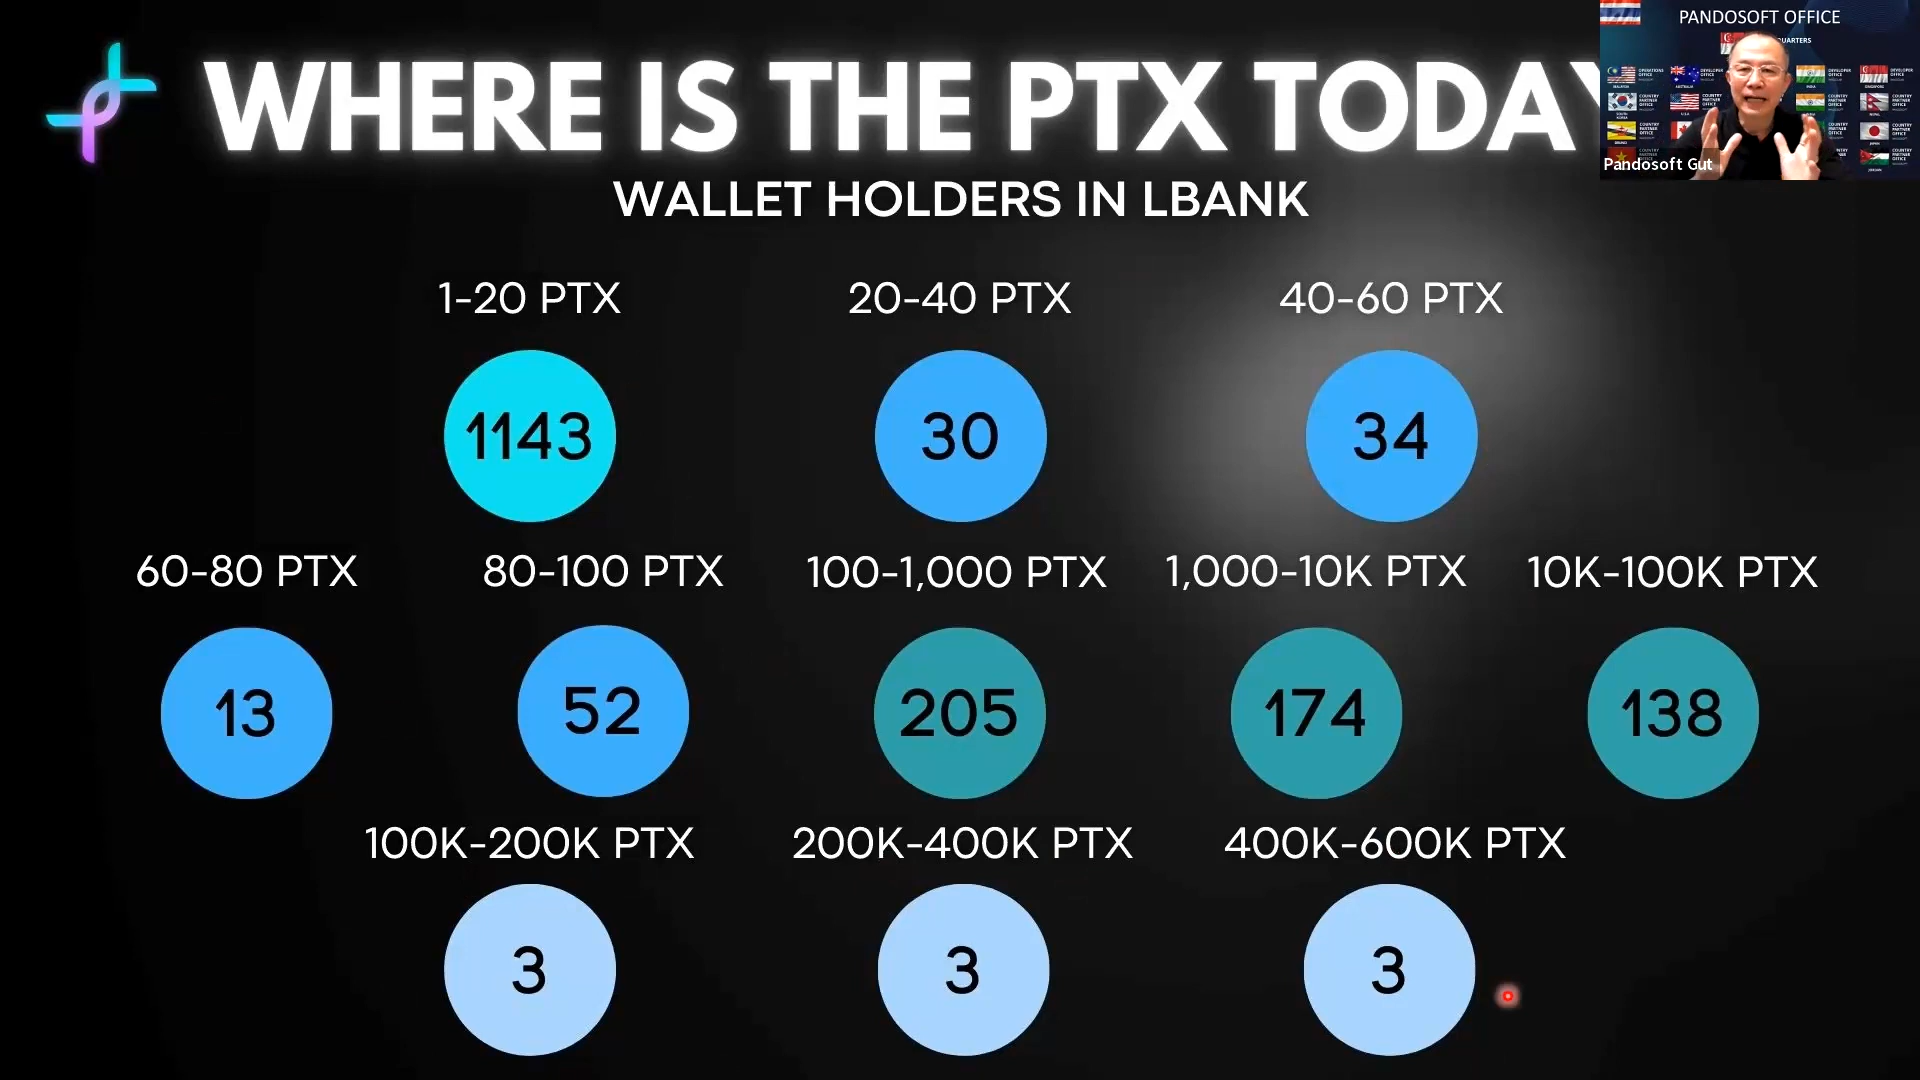 WHERE IS THE PTX TODAY
WALLET HOLDERS IN LBANK
PANDOSOFT OFFICE
Pandosoft Gut
1-20 PTX
20-40 PTX
40-60 PTX
1143
30
34
60-80 PTX
80-100 PTX
100-1,000 PTX
1,000-10K PTX
10K-100K PTX
13
52
205
174
138
100K-200K PTX
200K-400K PTX
400K-600K PTX
3
3
3